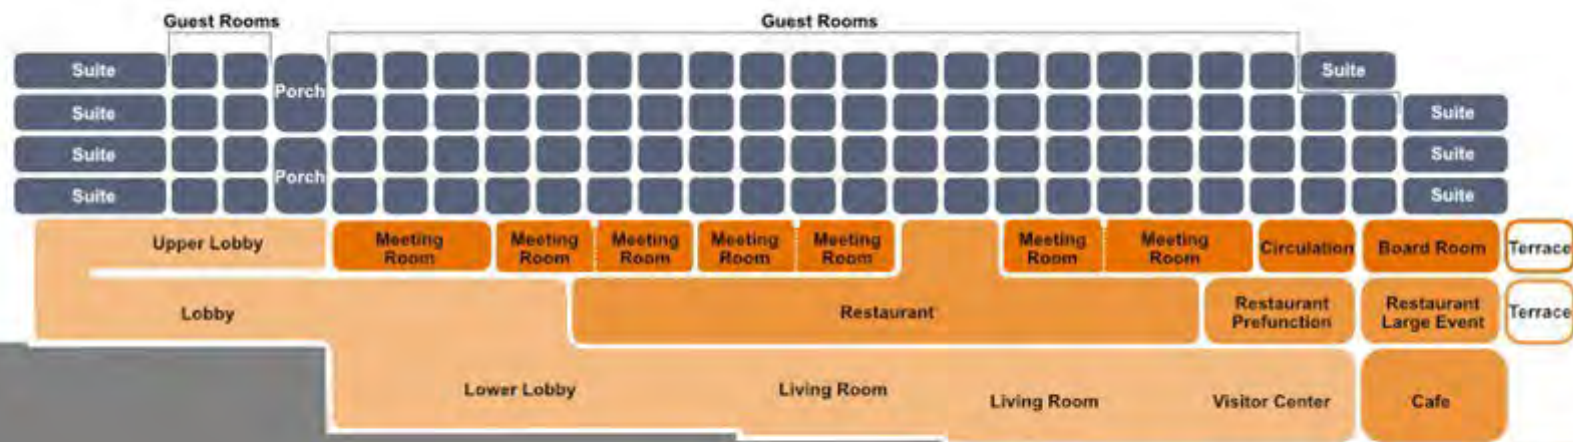 Guest Rooms
Guest Rooms
Suite
Porch
Suite
Suite
Suite
Porch
Suite
Suite
Suite
Suite
Upper Lobby
Meeting
Room
Meeting
Room
Meeting
Room
Meeting
Room
Meeting
Room
Meeting
Room
Meeting
Room
Circulation
Board Room
Terrace
Lobby
Restaurant
Restaurant
Prefunction
Restaurant
Large Event
Terrace
Lower Lobby
Living Room
Living Room
Visitor Center
Cafe